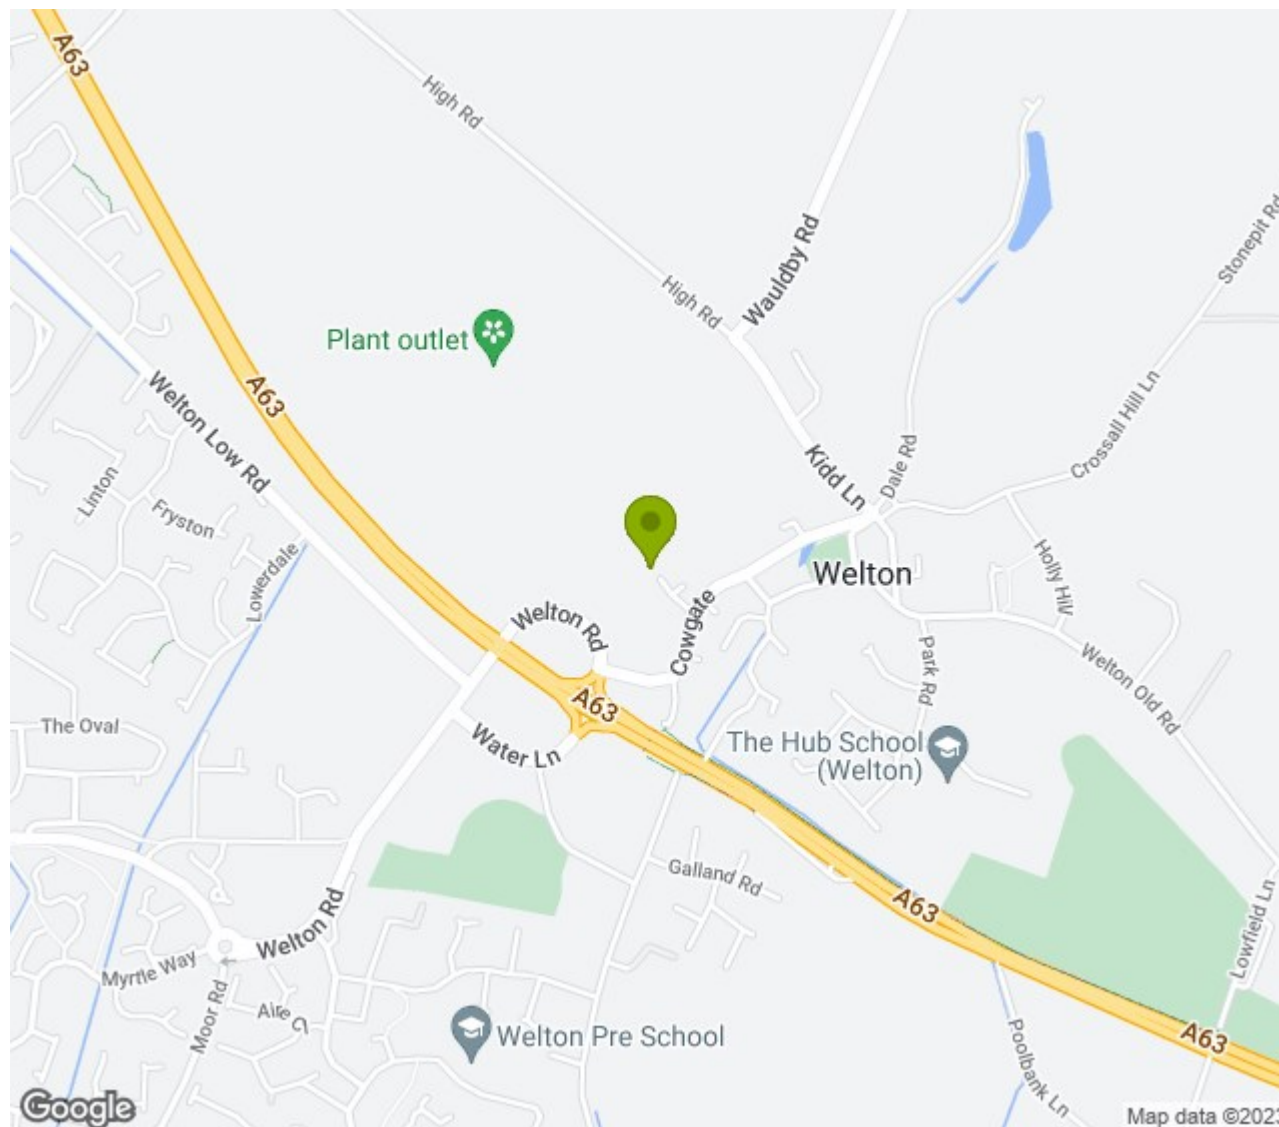 A63
High Rd
Stonepit Rd
Wauldby Rd
High Rd
Plant outlet
A63
Welton Low Rd
Crossall Hill Ln
Kidd Ln
Dale Rd
Linton
Fryston
Lowerdale
Holly Hill
Welton
Welton Rd
Cowgate
Park Rd
Welton Old Rd
A63
The Oval
Water Ln
The Hub School
(Welton)
Galland Rd
A63
Welton Rd
Lowfield Ln
Myrtle Way
Moor Rd
Aire Cl
Welton Pre School
A63
Poolbank Ln
Google
Map data ©2023